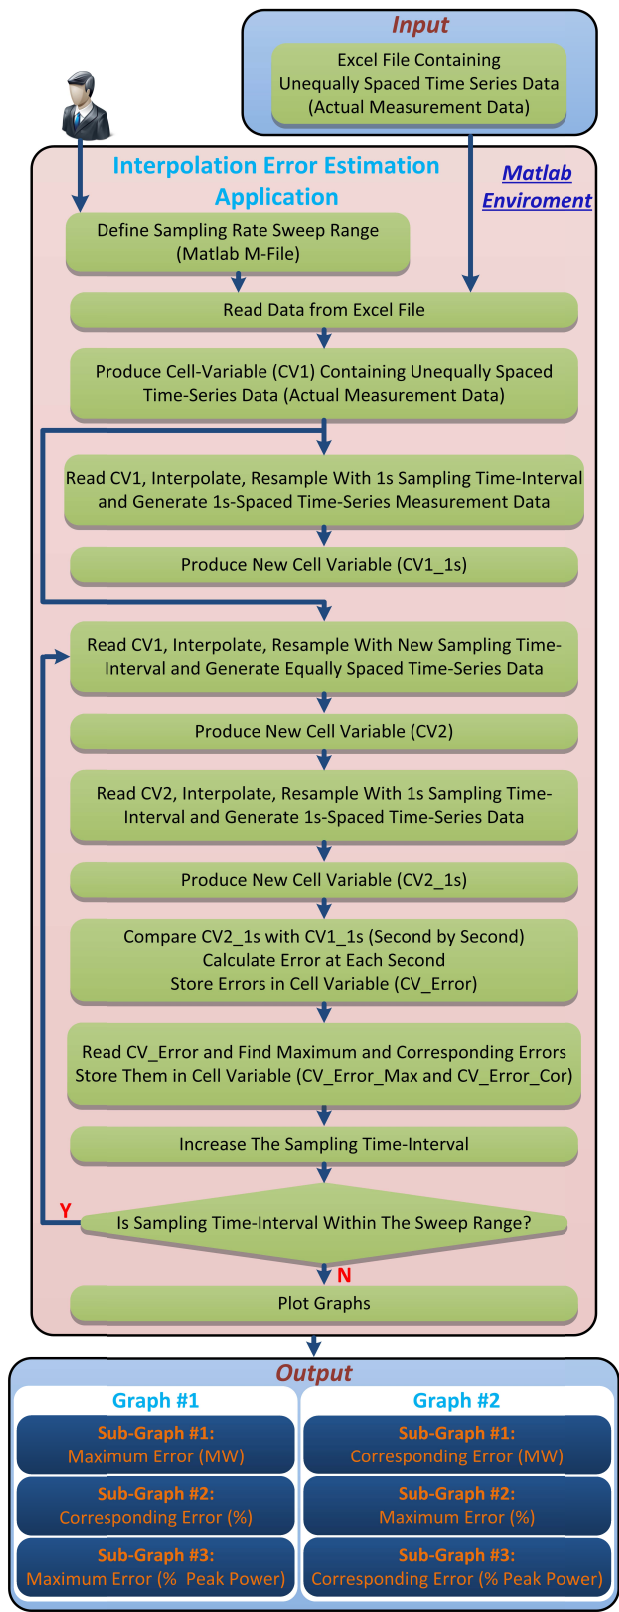 Input
Excel File Containing
Unequally Spaced Time Series Data
(Actual Measurement Data)
Interpolation Error Estimation
Application
Matlab
Enviroment
Define Sampling Rate Sweep Range
(Matlab M-File)
Read Data from Excel File
Produce Cell-Variable (CV1) Containing Unequally Spaced
Time-Series Data (Actual Measurement Data)
Read CV1, Interpolate, Resample With 1s Sampling Time-Interval
and Generate 1s-Spaced Time-Series Measurement Data
Produce New Cell Variable (CV1_1s)
Read CV1, Interpolate, Resample With New Sampling Time-
Interval and Generate Equally Spaced Time-Series Data
Produce New Cell Variable (CV2)
Read CV2, Interpolate, Resample With 1s Sampling Time-
Interval and Generate 1s-Spaced Time-Series Data
Produce New Cell Variable (CV2_1s)
Compare CV2_1s with CV1_1s (Second by Second)
Calculate Error at Each Second
Store Errors in Cell Variable (CV_Error)
Read CV_Error and Find Maximum and Corresponding Errors
Store Them in Cell Variable (CV_Error_Max and CV_Error_Cor)
Increase The Sampling Time-Interval
Y
Is Sampling Time-Interval Within The Sweep Range?
N
Plot Graphs
Output
Graph #1
Sub-Graph #1:
Maximum Error (MW)
Sub-Graph #2:
Corresponding Error (%)
Sub-Graph #3:
Maximum Error (% Peak Power)
Graph #2
Sub-Graph #1:
Corresponding Error (MW)
Sub-Graph #2:
Maximum Error (%)
Sub-Graph #3:
Corresponding Error (% Peak Power)